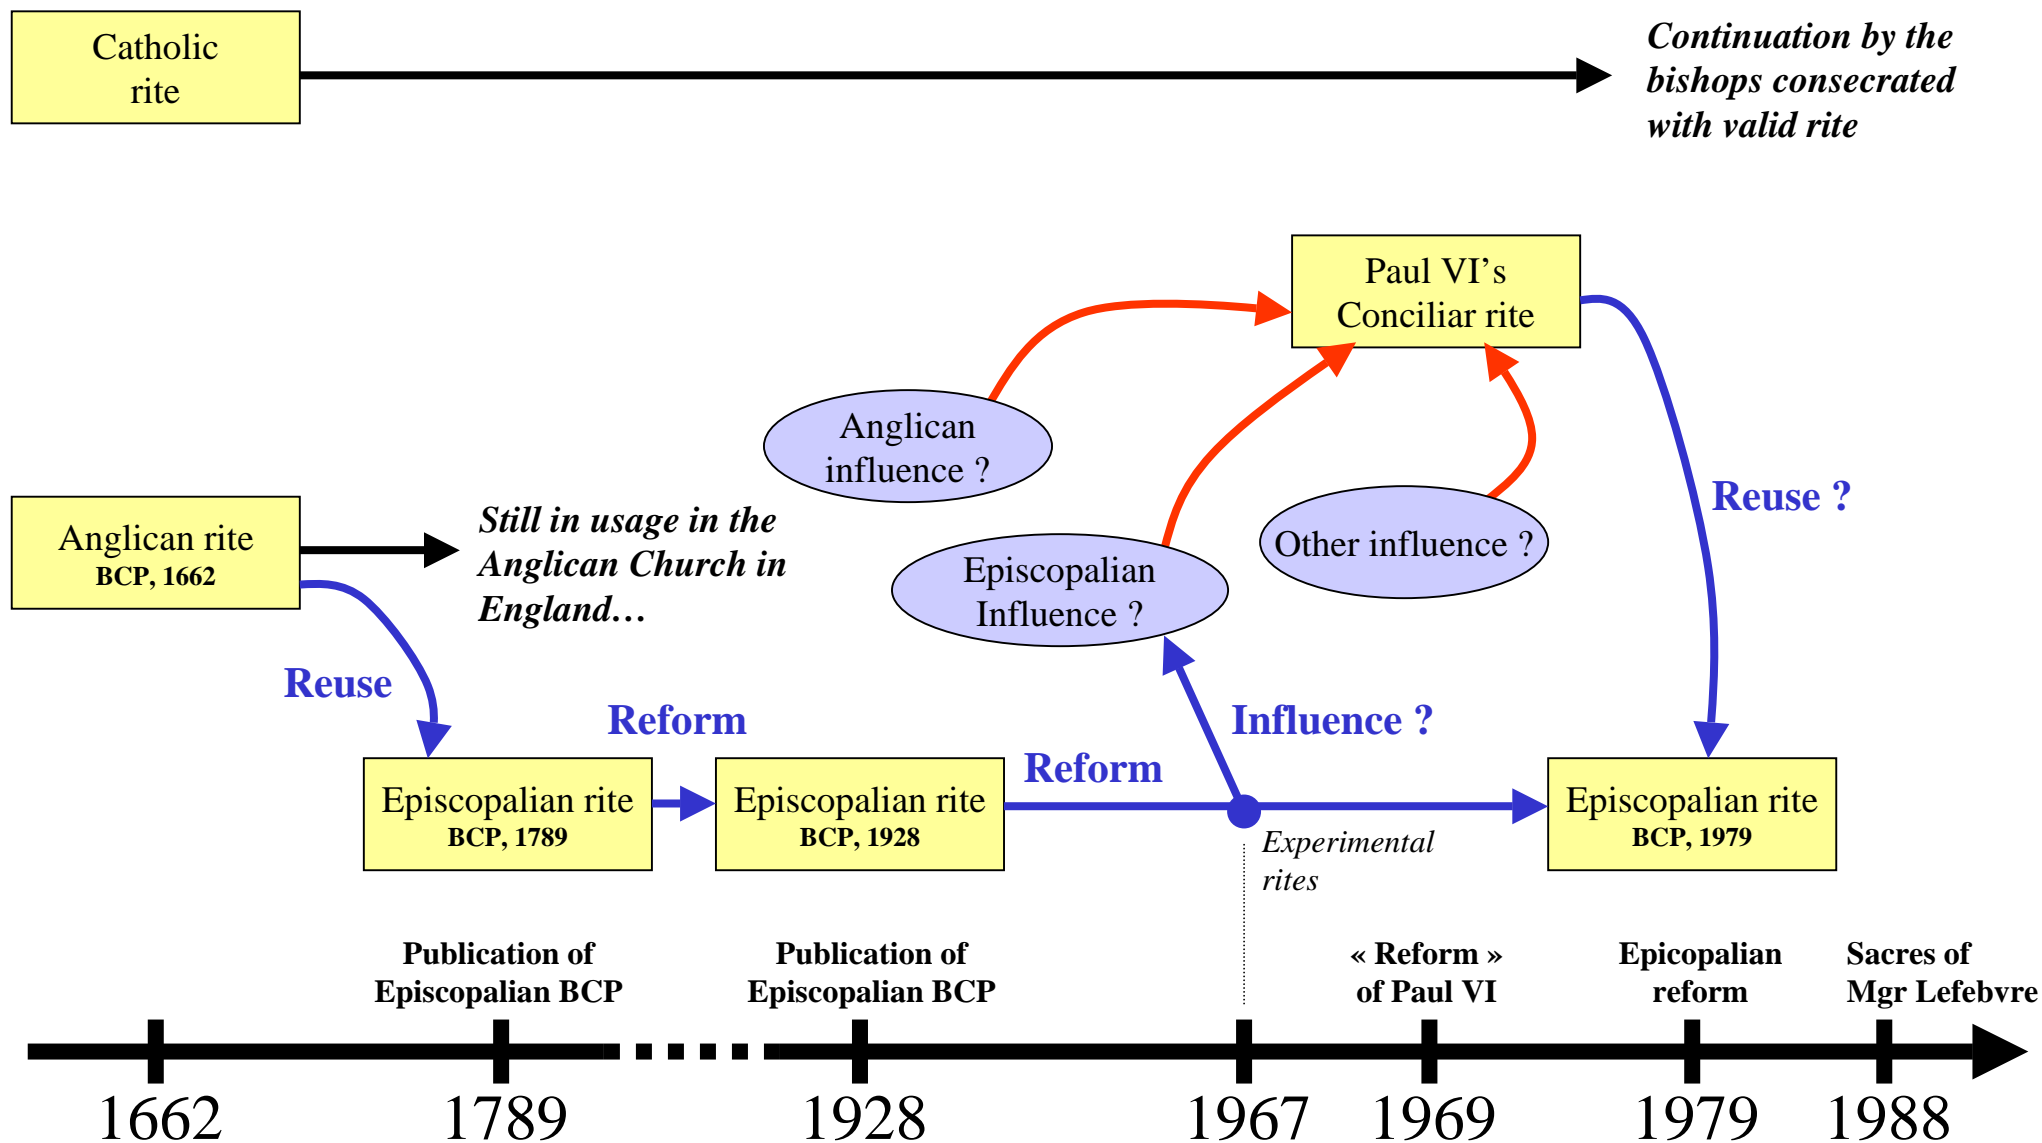 Catholic
rite
Continuation by the
bishops consecrated
with valid rite
Paul VI’s
Conciliar rite
Anglican
influence ?
Reuse ?
Anglican rite
BCP, 1662
Still in usage in the
Anglican Church in
England…
Other influence ?
Episcopalian
Influence ?
Reuse
Reform
Influence ?
Reform
Episcopalian rite
BCP, 1789
Episcopalian rite
BCP, 1928
Experimental
rites
Episcopalian rite
BCP, 1979
Publication of
Episcopalian BCP
Publication of
Episcopalian BCP
« Reform »
of Paul VI
Epicopalian
reform
Sacres of
Mgr Lefebvre
1662
1789
1928
1967
1969
1979
1988